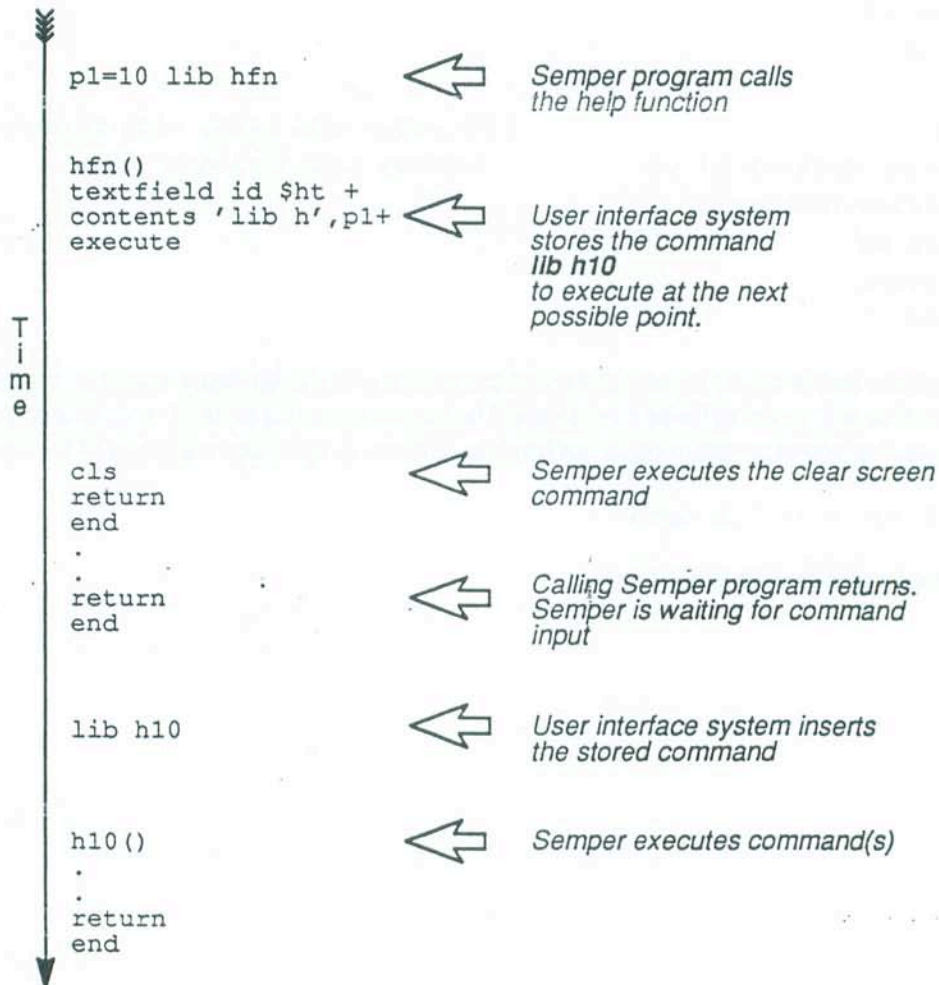 p1=10 lib hfn
Semper program calls
the help function
hfn()
textfield id $ht +
contents 'lib h',p1+
execute
User interface system
stores the command
lib h10
to execute at the next
possible point.
Time
cls
return
end
.
.
return
end
Semper executes the clear screen
command
Calling Semper program returns.
Semper is waiting for command
input
lib h10
User interface system inserts
the stored command
h10()
.
.
return
end
Semper executes command(s)